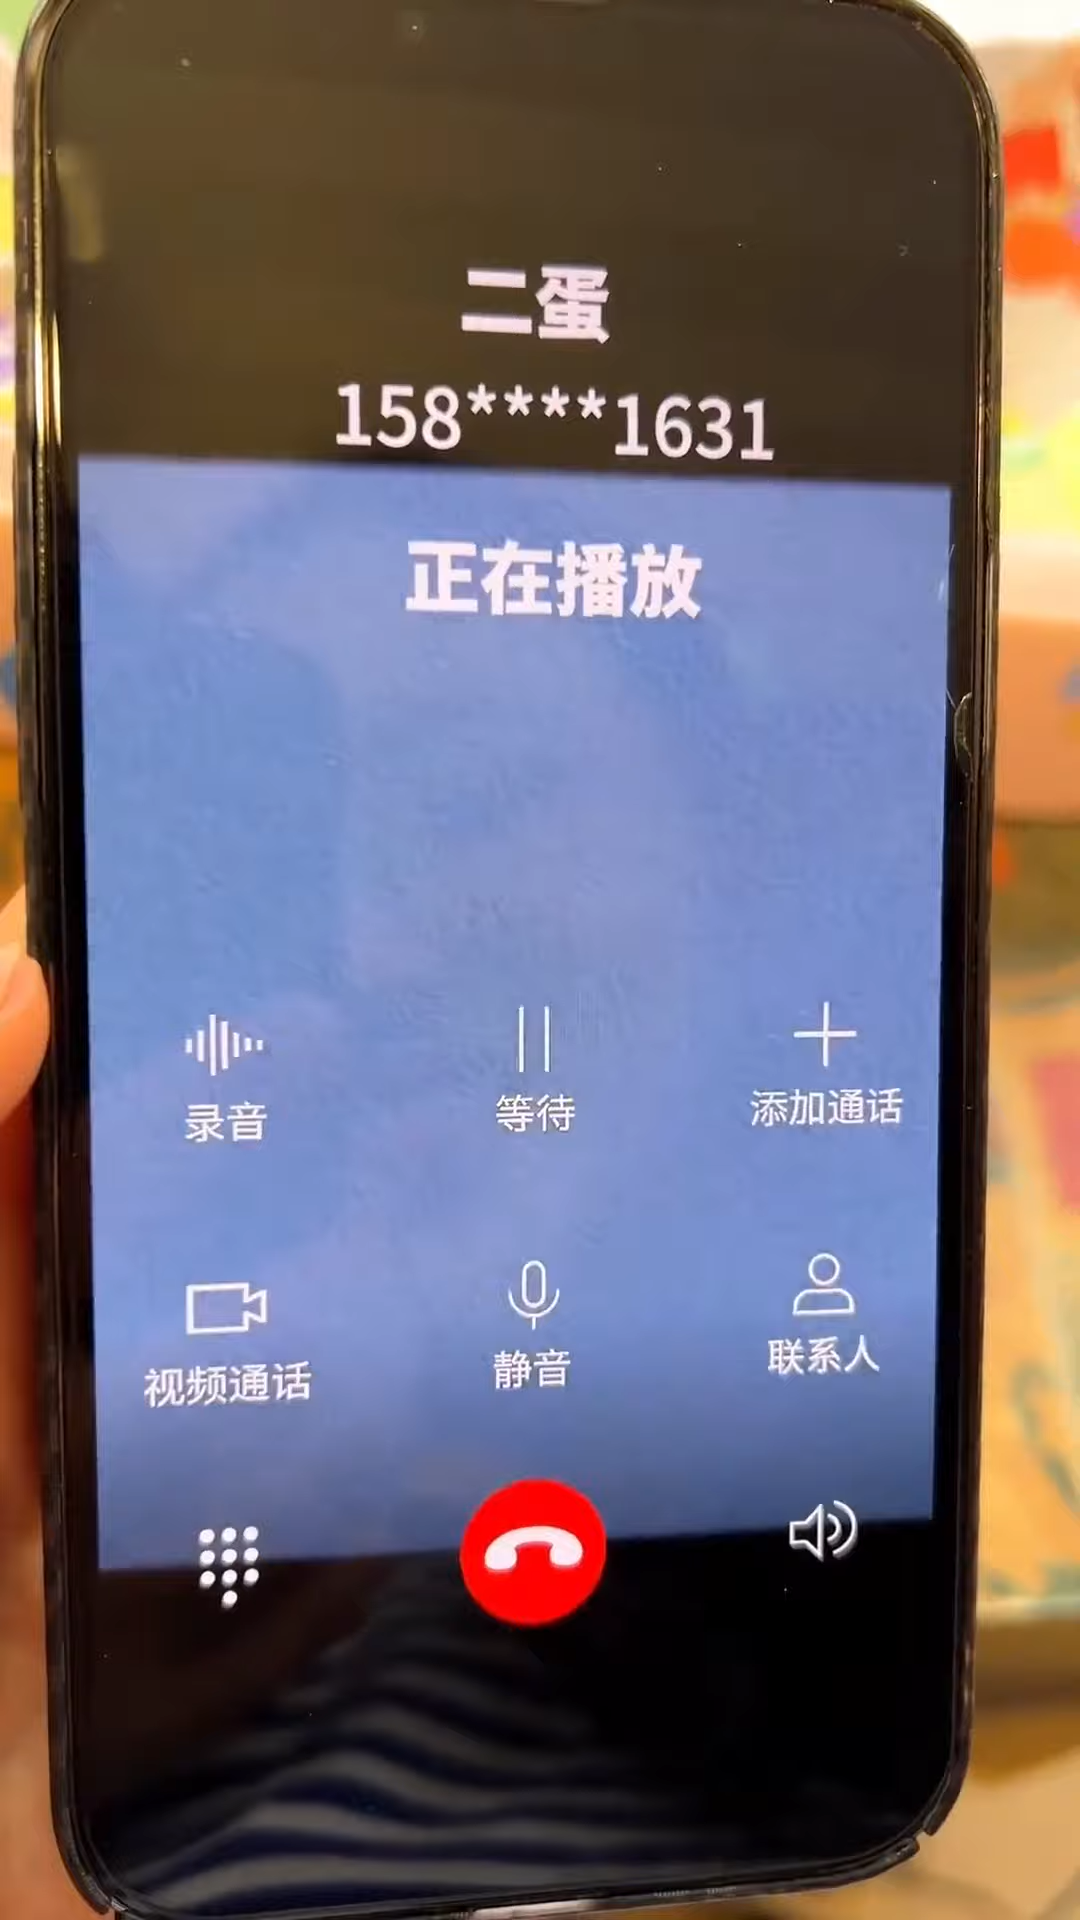 二蛋
158****1631
正在播放
录音
等待
添加通话
视频通话
静音
联系人